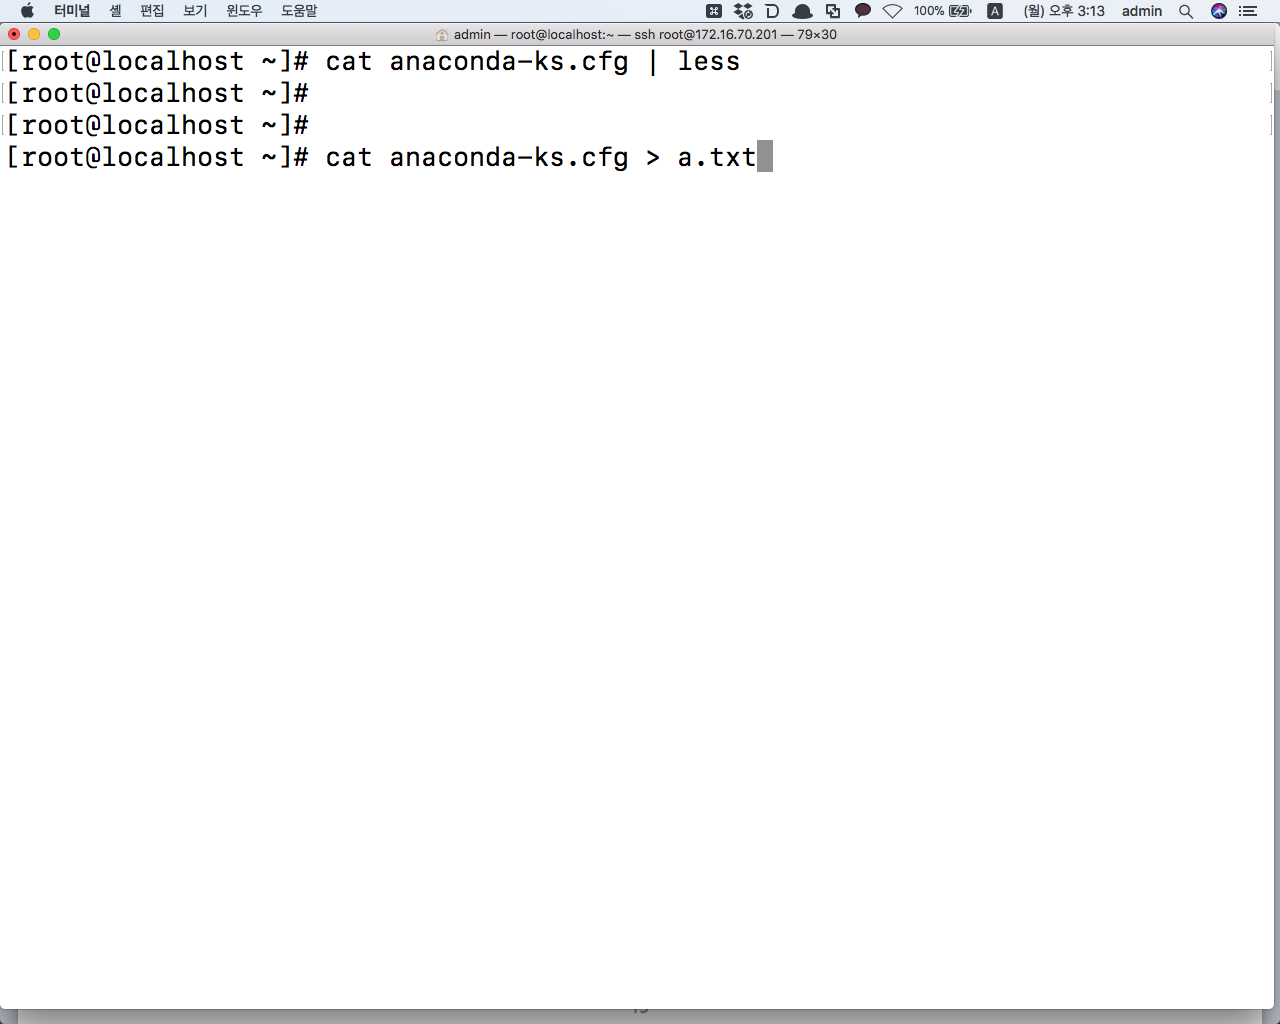 터미널 셸 편집 보기 윈도우 도움말 100% A (월) 오후 3:13 admin
admin — root@localhost:~ — ssh root@172.16.70.201 — 79×30
[root@localhost ~]# cat anaconda-ks.cfg | less
[root@localhost ~]#
[root@localhost ~]#
[root@localhost ~]# cat anaconda-ks.cfg > a.txt